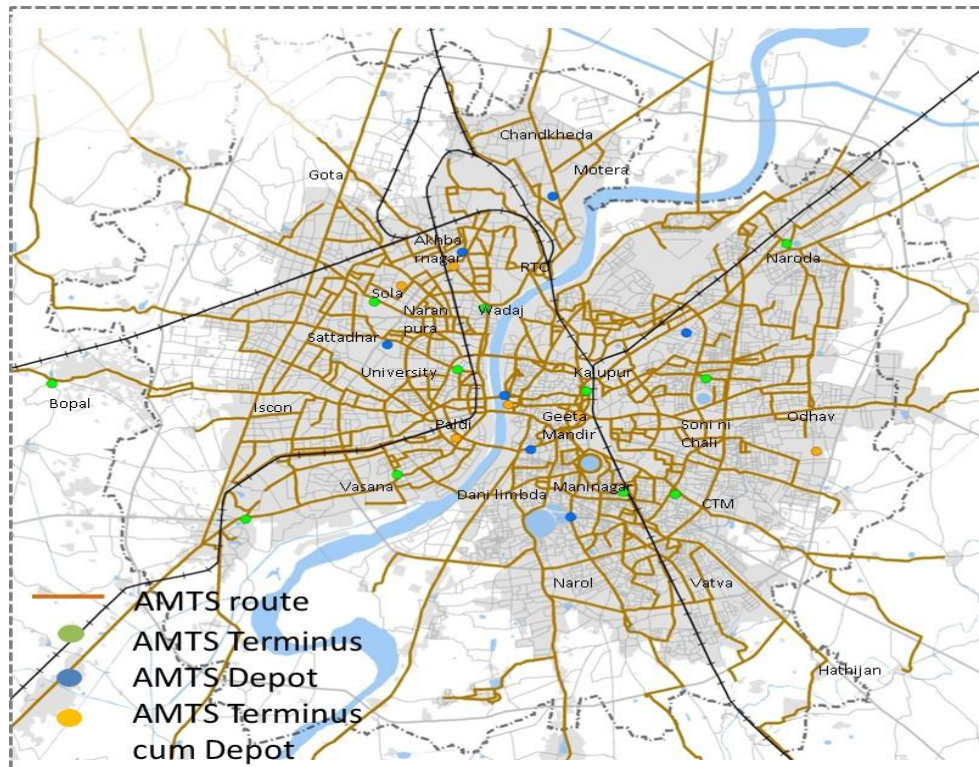 Chandkheda
Motera
Gota
Akhba
rnagar
RTO
Naroda
Sola
Naran
pura
Wadaj
Sattadhar
University
Kalupur
Bopal
Iscon
Paldi
Geeta
Mandir
Soni ni
Chali
Odhav
Vasana
Dani limbda
Maninagar
CTM
Narol
Vatva
Hathijan
AMTS route
AMTS Terminus
AMTS Depot
AMTS Terminus
cum Depot